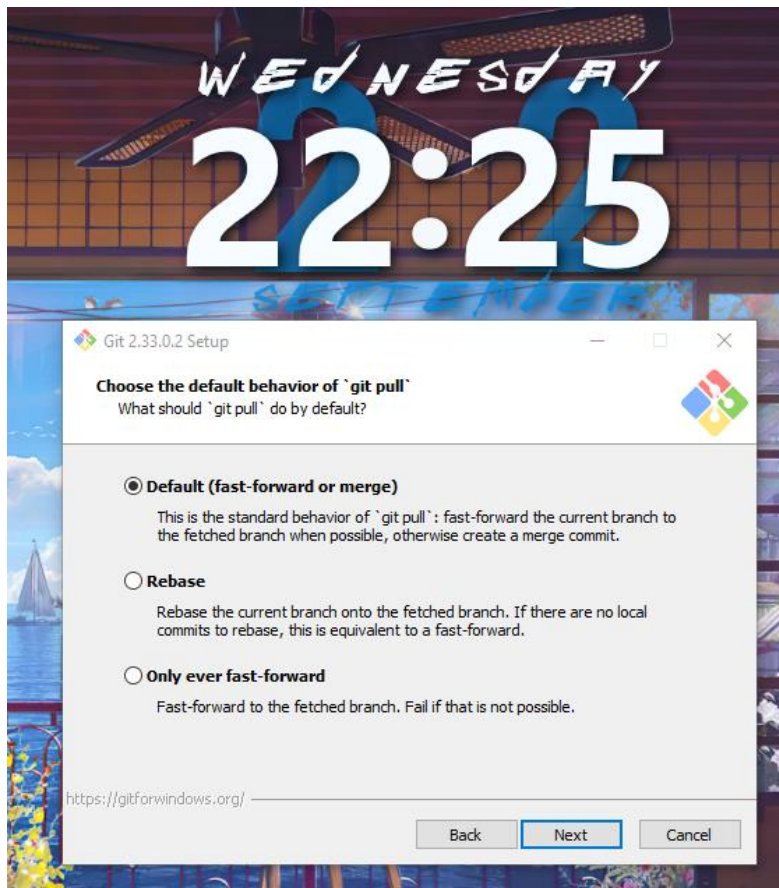 WEdNESdAY
22
22:25
SEPTEMBER
Git 2.33.0.2 Setup
Choose the default behavior of `git pull`
What should `git pull` do by default?
Default (fast-forward or merge)
This is the standard behavior of `git pull`: fast-forward the current branch to
the fetched branch when possible, otherwise create a merge commit.
Rebase
Rebase the current branch onto the fetched branch. If there are no local
commits to rebase, this is equivalent to a fast-forward.
Only ever fast-forward
Fast-forward to the fetched branch. Fail if that is not possible.
https://gitforwindows.org/
Back Next Cancel